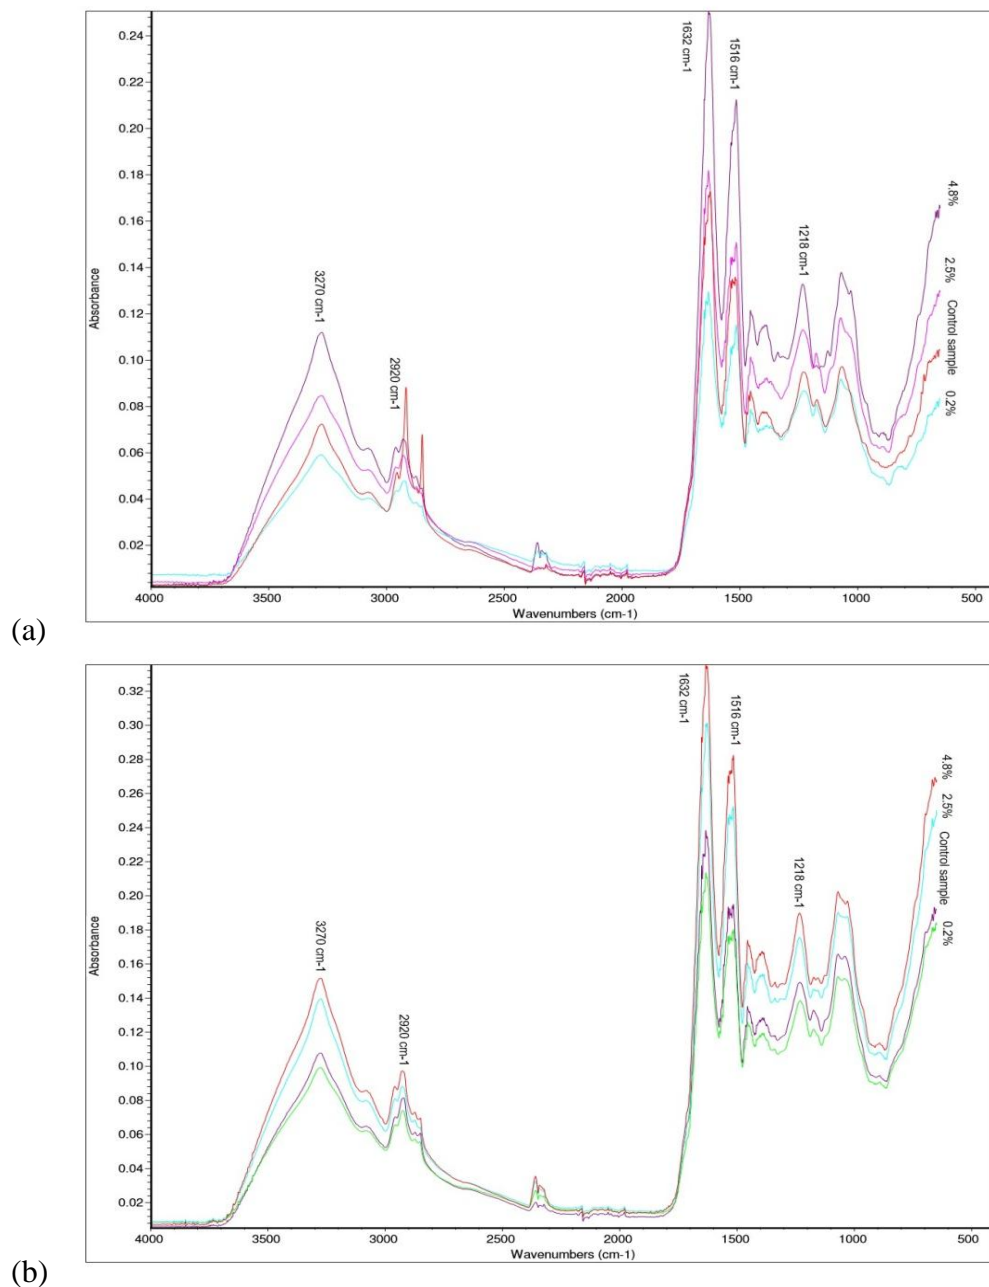 0.24
0.22
0.20
0.18
0.16
0.14
0.12
0.10
0.08
0.06
0.04
0.02
Absorbance
3270 cm-1
2920 cm-1
1632 cm-1
1516 cm-1
1218 cm-1
4.8%
2.5%
Control sample
0.2%
4000 3500 3000 2500 2000 1500 1000 500
Wavenumbers (cm-1)
(a)
0.32
0.30
0.28
0.26
0.24
0.22
0.20
0.18
0.16
0.14
0.12
0.10
0.08
0.06
0.04
0.02
Absorbance
3270 cm-1
2920 cm-1
1632 cm-1
1516 cm-1
1218 cm-1
4.8%
2.5%
Control sample
0.2%
4000 3500 3000 2500 2000 1500 1000 500
Wavenumbers (cm-1)
(b)